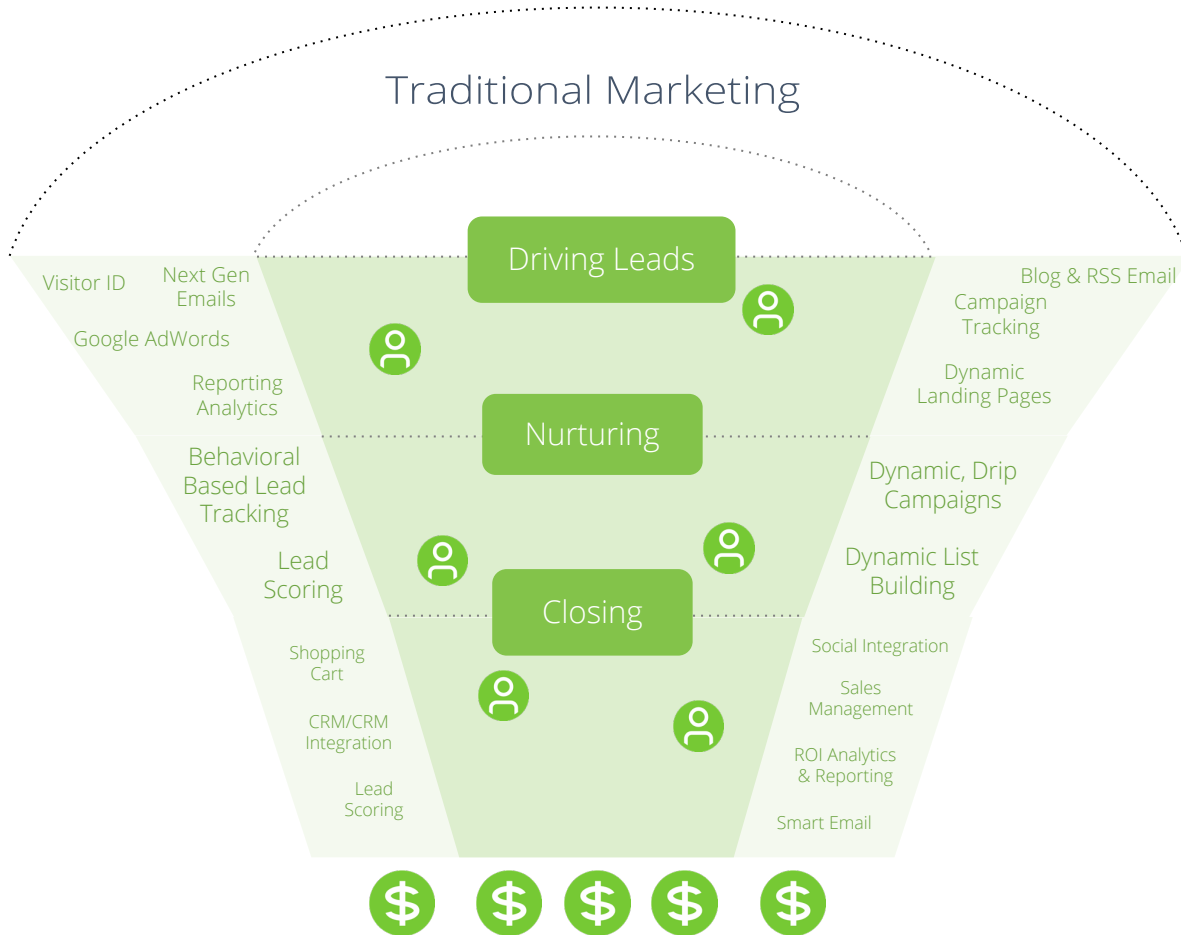 Traditional Marketing
Driving Leads
Visitor ID
Next Gen
Emails
Google AdWords
Reporting
Analytics
Blog & RSS Email
Campaign
Tracking
Dynamic
Landing Pages
Nurturing
Behavioral
Based Lead
Tracking
Lead
Scoring
Dynamic, Drip
Campaigns
Dynamic List
Building
Closing
Shopping
Cart
CRM/CRM
Integration
Lead
Scoring
Social Integration
Sales
Management
ROI Analytics
& Reporting
Smart Email
$ $ $ $ $